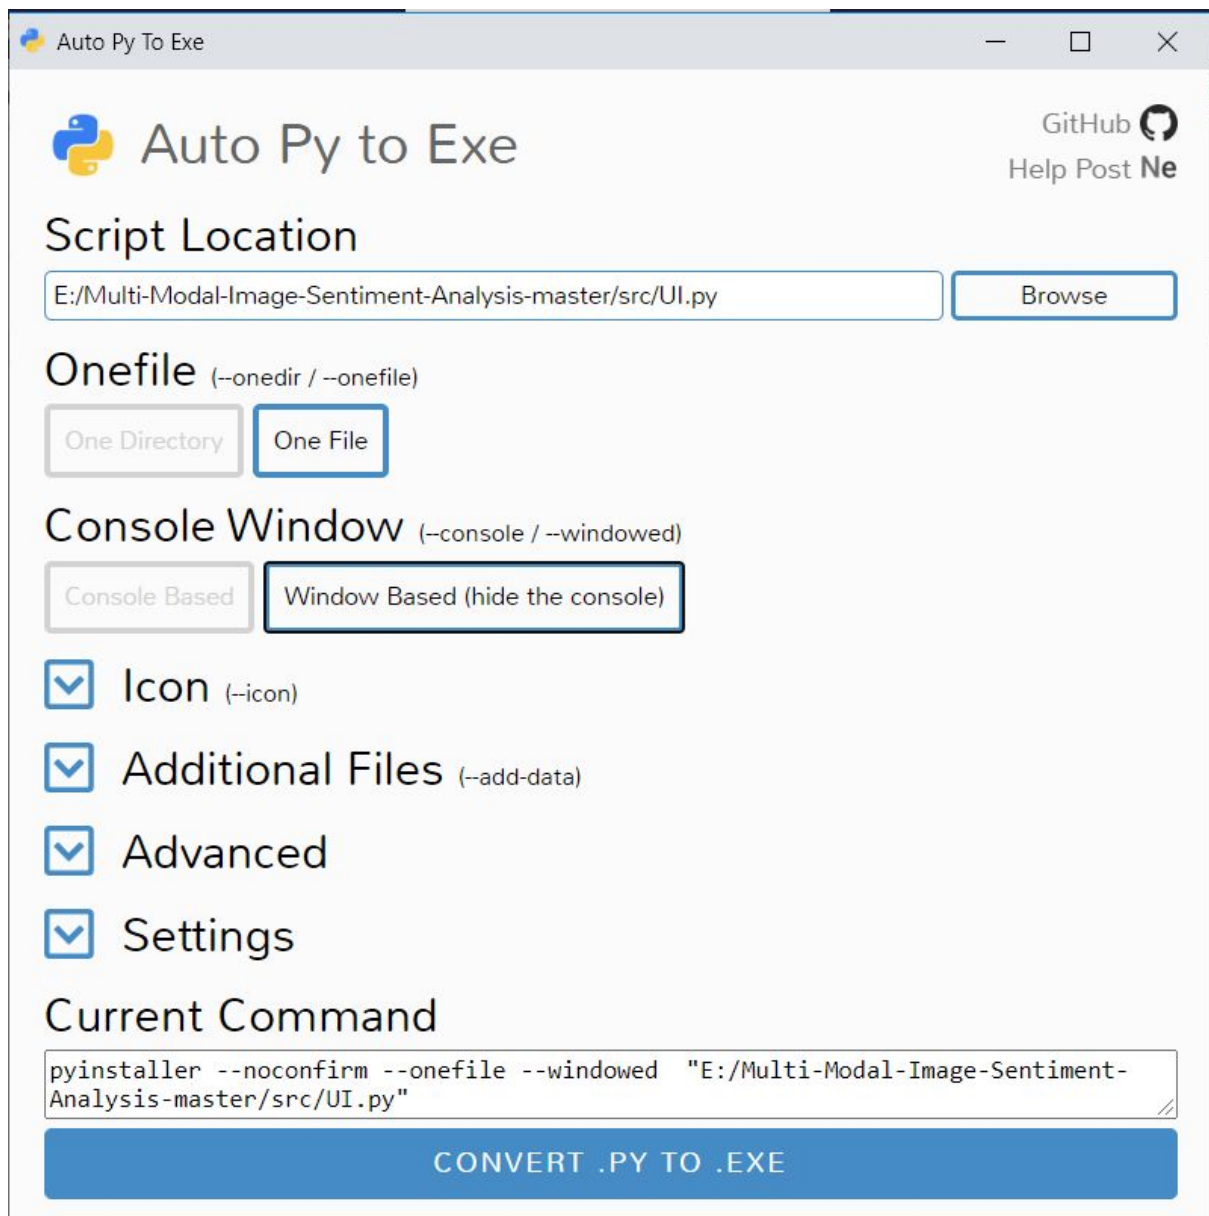 Auto Py To Exe
Auto Py to Exe
GitHub
Help Post Ne
Script Location
E:/Multi-Modal-Image-Sentiment-Analysis-master/src/UI.py
Browse
Onefile (--onedir / --onefile)
One Directory
One File
Console Window (--console / --windowed)
Console Based
Window Based (hide the console)
Icon (--icon)
Additional Files (--add-data)
Advanced
Settings
Current Command
pyinstaller --noconfirm --onefile --windowed  "E:/Multi-Modal-Image-Sentiment-
Analysis-master/src/UI.py"
CONVERT .PY TO .EXE